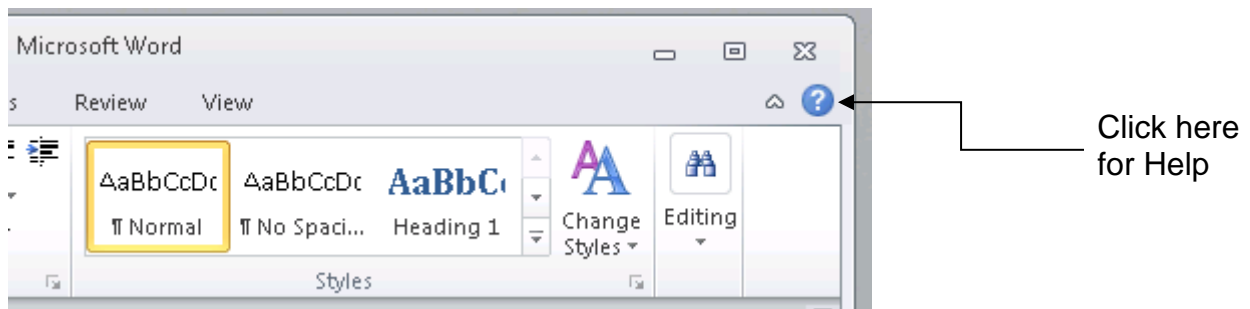 Microsoft Word
s Review View
?
Click here
for Help
AaBbCcDc AaBbCcDc AaBbC
¶ Normal ¶ No Spaci... Heading 1
Change
Styles
Editing
Styles